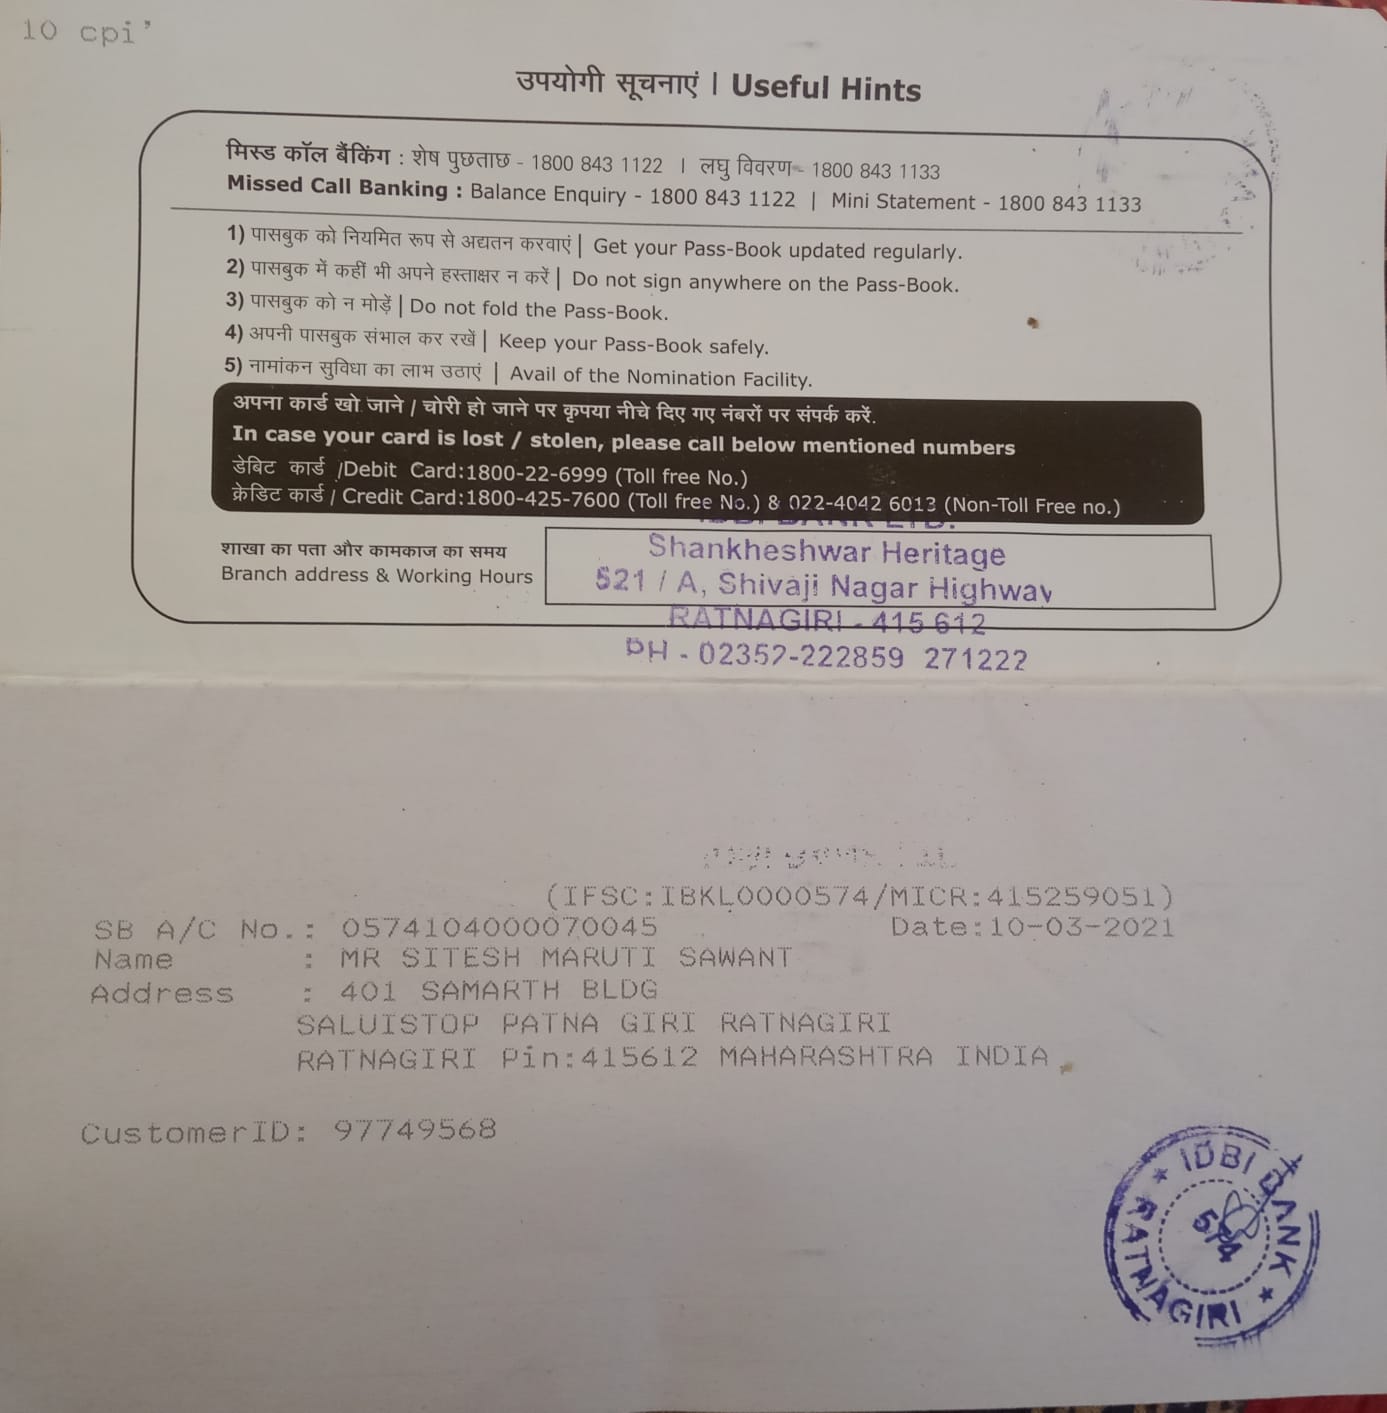 10 cpi’
उपयोगी सूचनाएं | Useful Hints
मिस्ड कॉल बैंकिंग : शेष पुछताछ - 1800 843 1122 | लघु विवरण- 1800 843 1133
Missed Call Banking : Balance Enquiry - 1800 843 1122 | Mini Statement - 1800 843 1133
1) पासबुक को नियमित रूप से अद्यतन करवाएं | Get your Pass-Book updated regularly.
2) पासबुक में कहीं भी अपने हस्ताक्षर न करें | Do not sign anywhere on the Pass-Book.
3) पासबुक को न मोड़ें | Do not fold the Pass-Book.
4) अपनी पासबुक संभाल कर रखें | Keep your Pass-Book safely.
5) नामांकन सुविधा का लाभ उठाएं | Avail of the Nomination Facility.
अपना कार्ड खो जाने / चोरी हो जाने पर कृपया नीचे दिए गए नंबरों पर संपर्क करें.
In case your card is lost / stolen, please call below mentioned numbers
डेबिट कार्ड /Debit Card:1800-22-6999 (Toll free No.)
क्रेडिट कार्ड / Credit Card:1800-425-7600 (Toll free No.) & 022-4042 6013 (Non-Toll Free no.)
IDBI BANK LTD.
शाखा का पता और कामकाज का समय
Branch address & Working Hours
Shankheshwar Heritage
521 / A, Shivaji Nagar Highway
RATNAGIRI - 415 612
PH - 02352-222859 271222
(IFSC:IBKL0000574/MICR:415259051)
SB A/C No.: 0574104000070045 Date:10-03-2021
Name : MR SITESH MARUTI SAWANT
Address : 401 SAMARTH BLDG
SALUISTOP PATNA GIRI RATNAGIRI
RATNAGIRI Pin:415612 MAHARASHTRA INDIA
CustomerID: 97749568
IDBI BANK
574
RATNAGIRI